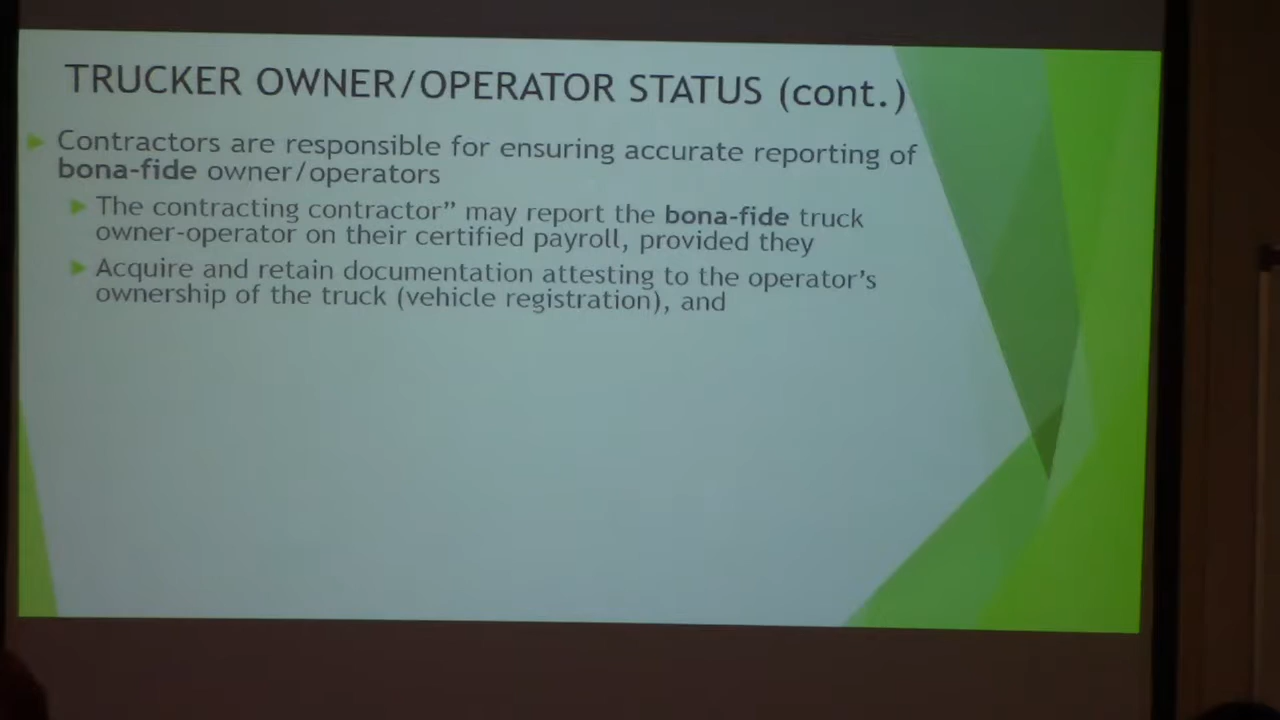 TRUCKER OWNER/OPERATOR STATUS (cont.)
Contractors are responsible for ensuring accurate reporting of
bona-fide owner/operators
The contracting contractor” may report the bona-fide truck
owner-operator on their certified payroll, provided they
Acquire and retain documentation attesting to the operator’s
ownership of the truck (vehicle registration), and